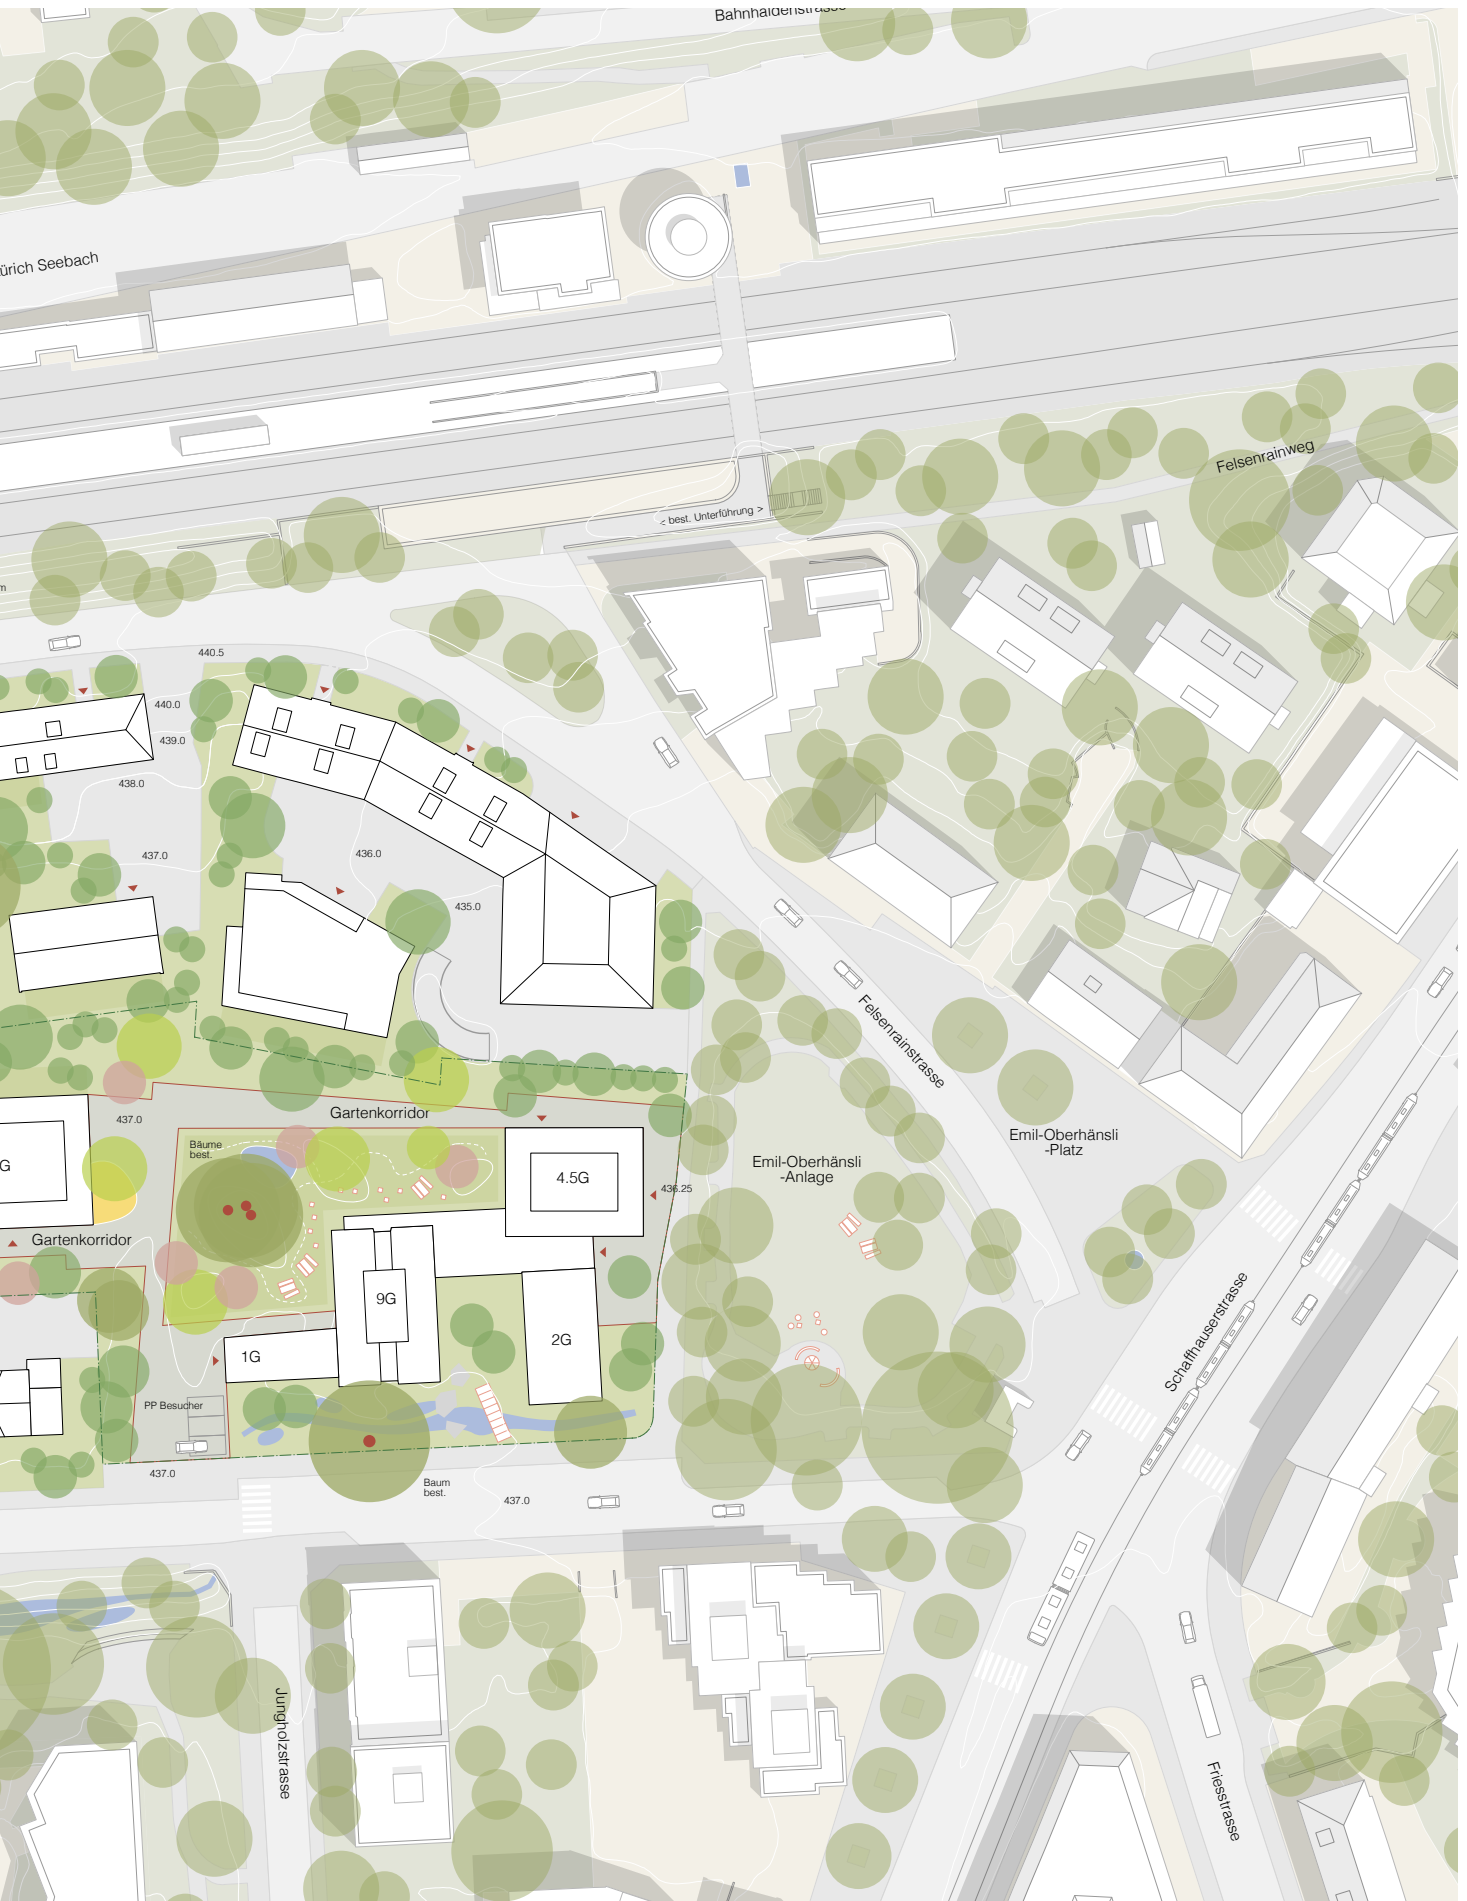 Bahnhaldenstrasse
Zürich Seebach
Felsenrainweg
< best. Unterführung >
440.5
440.0
439.0
438.0
437.0
436.0
435.0
Felsenrainstrasse
Gartenkorridor
437.0
Bäume
best.
Emil-Oberhänsli
-Platz
Emil-Oberhänsli
-Anlage
G
4.5G
436.25
Gartenkorridor
9G
2G
1G
Schaffhauserstrasse
PP Besucher
437.0
Baum
best.
437.0
Jungholzstrasse
Friesstrasse